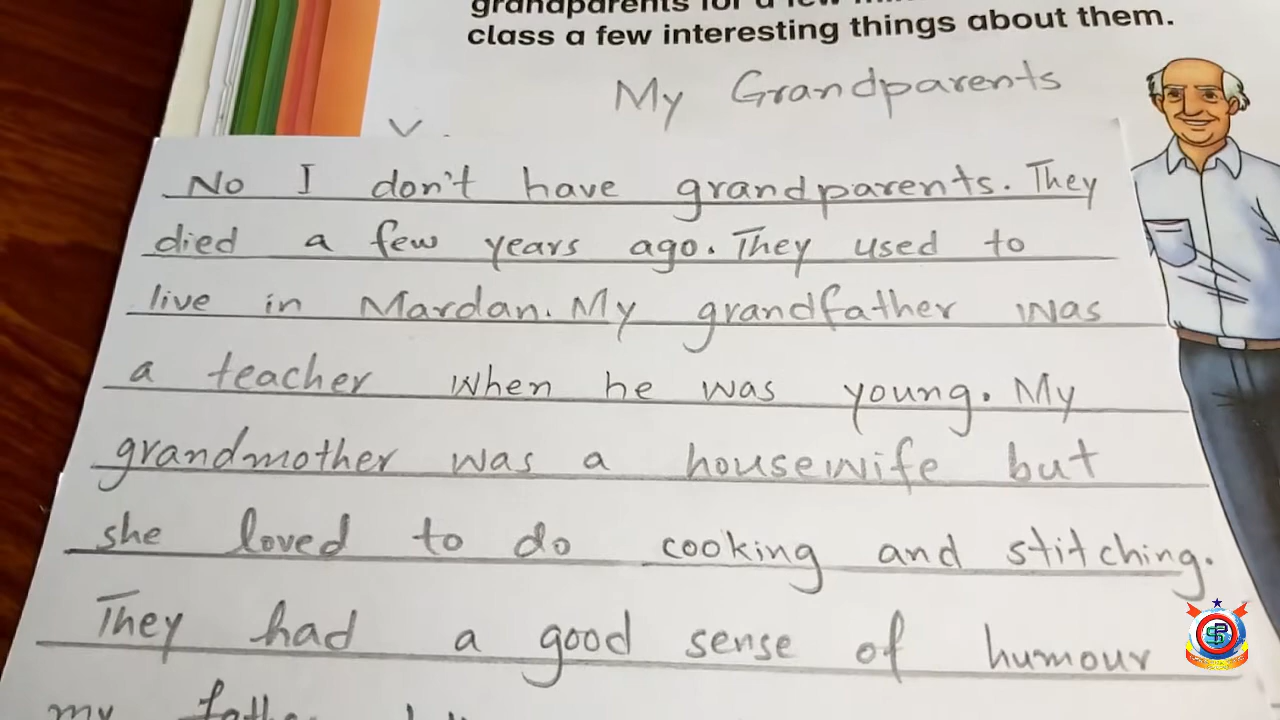 grandparents for a few
class a few interesting things about them.
My Grandparents
No I don't have grandparents. They
died a few years ago. They used to
live in Mardan. My grandfather was
a teacher when he was young. My
grandmother was a housewife but
she loved to do cooking and stitching.
They had a good sense of humour
my